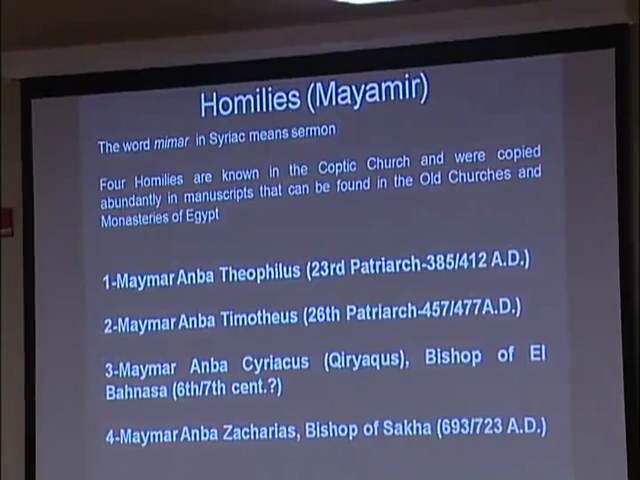 Homilies (Mayamir)
The word mimar in Syriac means sermon
Four Homilies are known in the Coptic Church and were copied
abundantly in manuscripts that can be found in the Old Churches and
Monasteries of Egypt
1-Maymar Anba Theophilus (23rd Patriarch-385/412 A.D.)
2-Maymar Anba Timotheus (26th Patriarch-457/477A.D.)
3-Maymar Anba Cyriacus (Qiryaqus), Bishop of El
Bahnasa (6th/7th cent.?)
4-Maymar Anba Zacharias, Bishop of Sakha (693/723 A.D.)